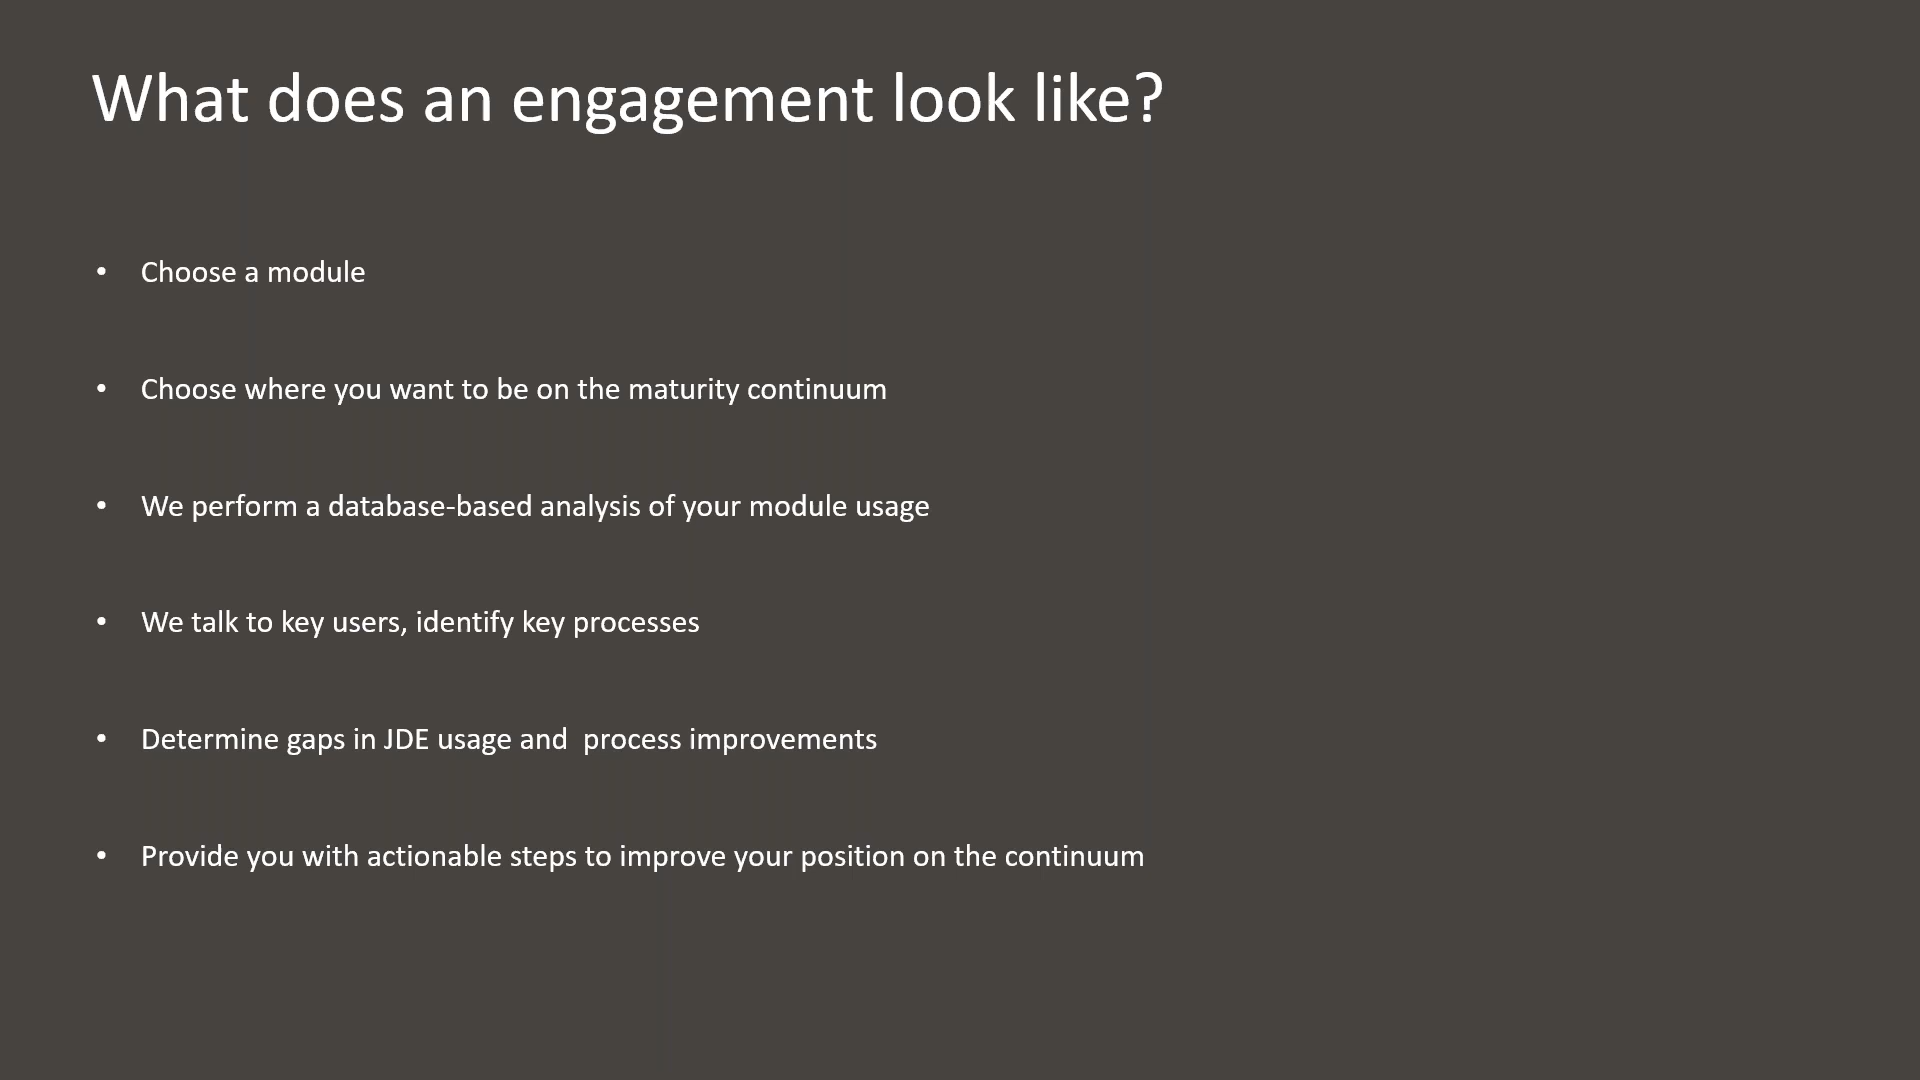 What does an engagement look like?
• Choose a module
• Choose where you want to be on the maturity continuum
• We perform a database-based analysis of your module usage
• We talk to key users, identify key processes
• Determine gaps in JDE usage and  process improvements
• Provide you with actionable steps to improve your position on the continuum